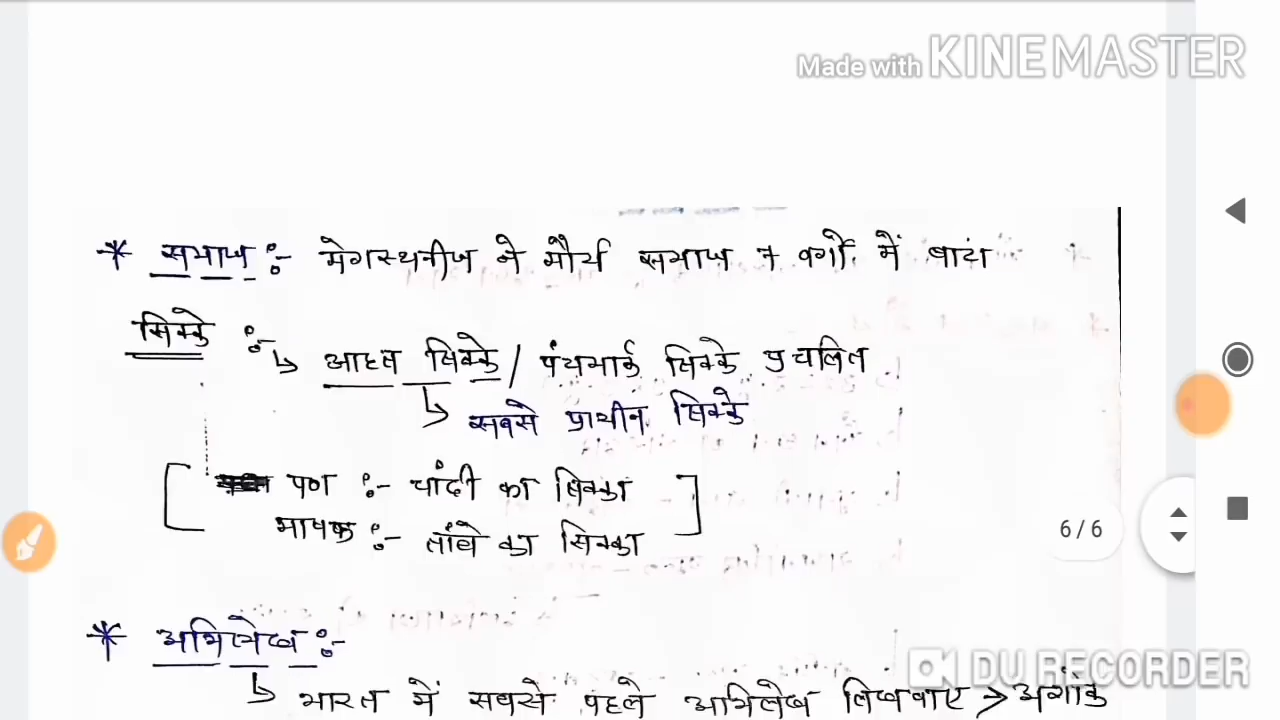 Made with KINEMASTER
* समाज :- मेगस्थनीज ने मौर्य समाज 7 वर्गों में बाटा
सिक्के :- ↳ आहत सिक्के / पंचमार्क सिक्के प्रचलित
↳ सबसे प्राचीन सिक्के
[ पण :- चांदी का सिक्का ]
माषक :- तांबे का सिक्का
6 / 6
* अभिलेख :-
↳ भारत में सबसे पहले अभिलेख लिखवाए → अशोक
DU RECORDER